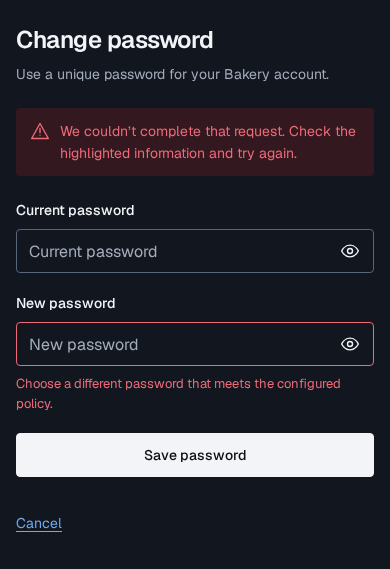 Change password
Use a unique password for your Bakery account.
We couldn’t complete that request. Check the
highlighted information and try again.
Current password
Current password
New password
New password
Choose a different password that meets the configured
policy.
Save password
Cancel